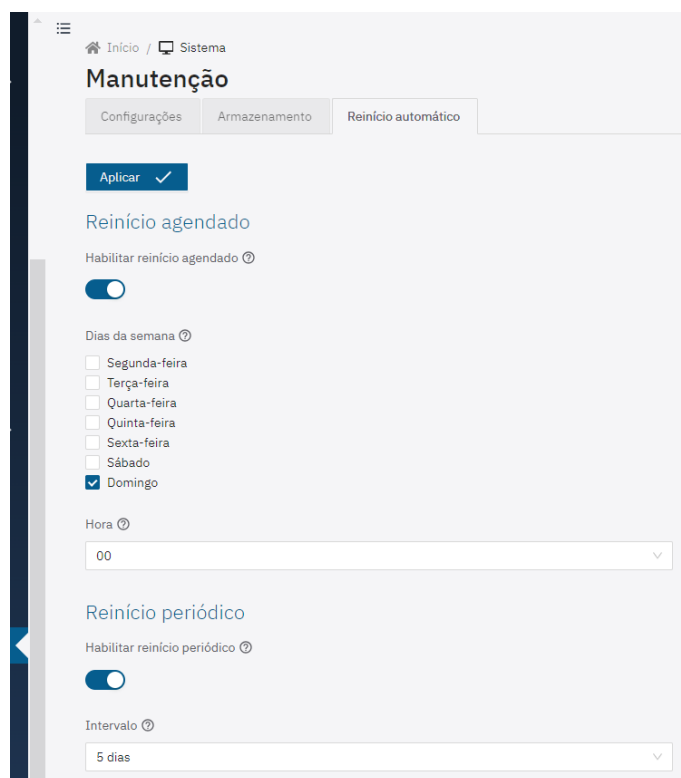 Início / Sistema
Manutenção
Configurações Armazenamento Reinício automático
Aplicar
Reinício agendado
Habilitar reinício agendado
Dias da semana
Segunda-feira
Terça-feira
Quarta-feira
Quinta-feira
Sexta-feira
Sábado
Domingo
Hora
00
Reinício periódico
Habilitar reinício periódico
Intervalo
5 dias